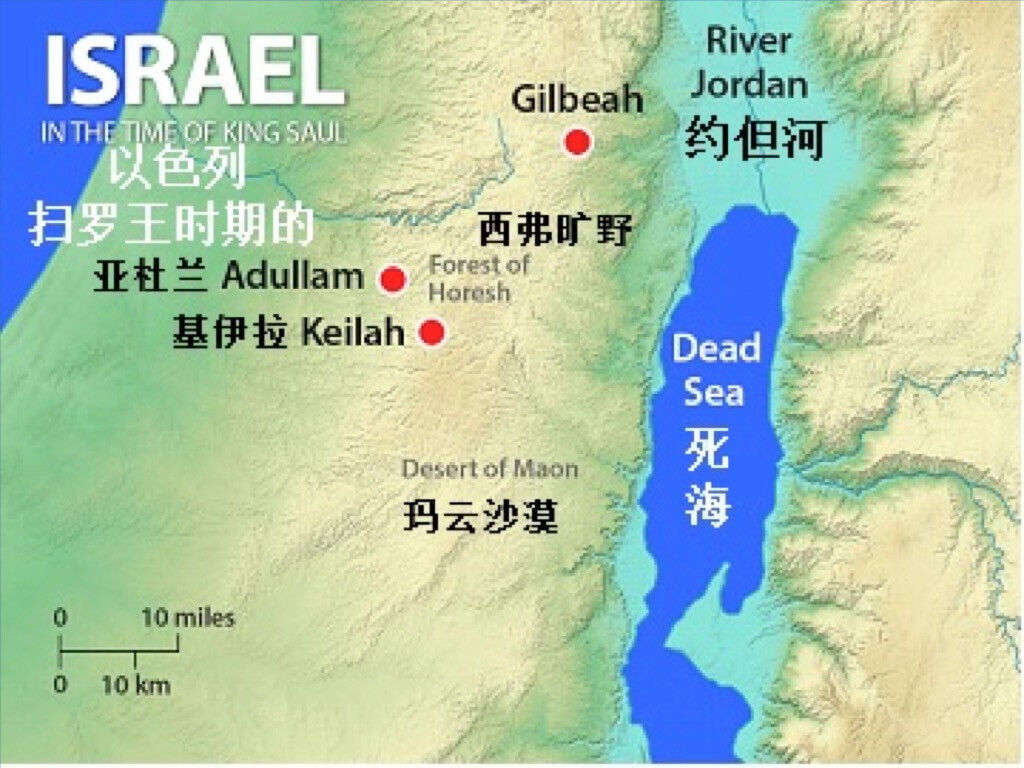 ISRAEL
IN THE TIME OF KING SAUL
以色列
扫罗王时期的
Gilbeah
River
Jordan
约但河
西弗旷野
亚杜兰 Adullam
Forest of
Horesh
基伊拉 Keilah
Dead
Sea
死
海
Desert of Maon
玛云沙漠
0 10 miles
0 10 km